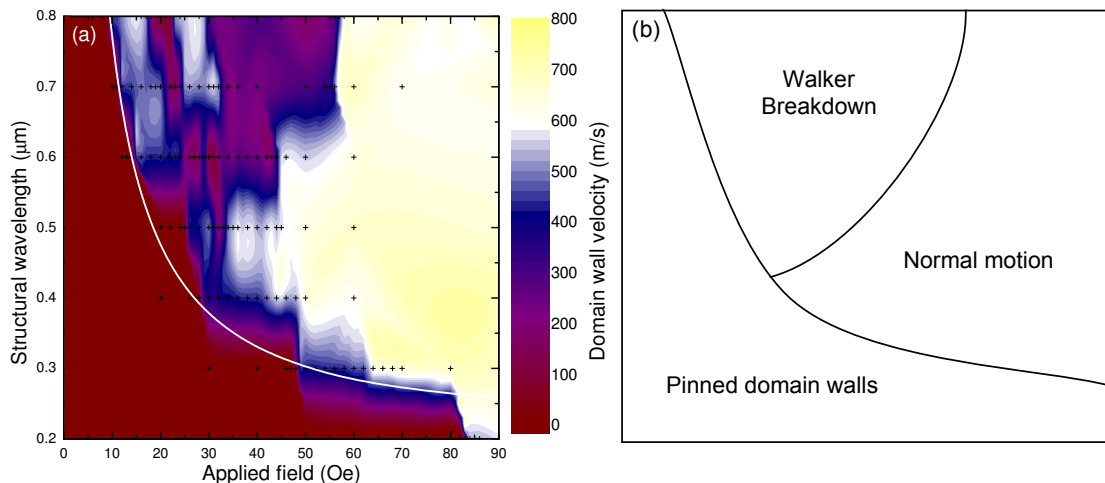 (a)
0.8
0.7
0.6
0.5
0.4
0.3
0.2
Structural wavelength (µm)
0 10 20 30 40 50 60 70 80 90
Applied field (Oe)
800
700
600
500
400
300
200
100
0
Domain wall velocity (m/s)
(b)
Walker
Breakdown
Normal motion
Pinned domain walls